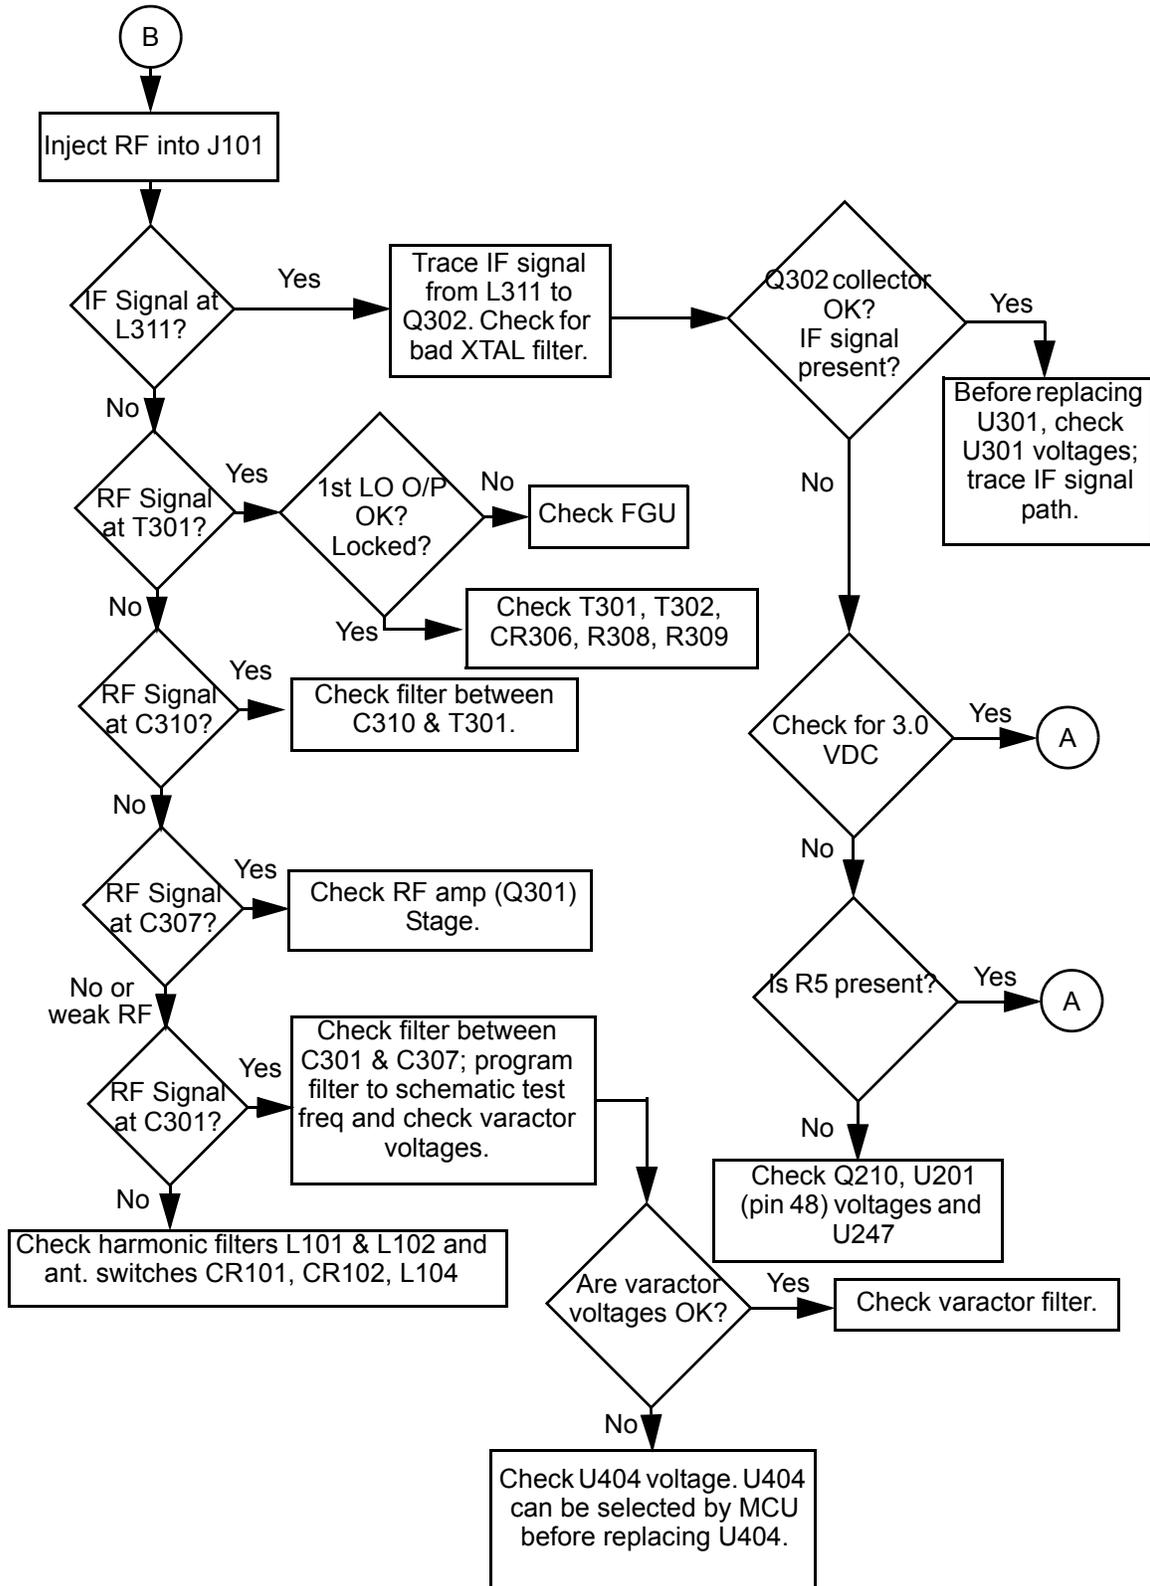 B
Inject RF into J101
IF Signal at
L311?
Yes
Trace IF signal
from L311 to
Q302. Check for
bad XTAL filter.
Q302 collector
OK?
IF signal
present?
Yes
Before replacing
U301, check
U301 voltages;
trace IF signal
path.
No
RF Signal
at T301?
Yes
1st LO O/P
OK?
Locked?
No
Check FGU
Yes
Check T301, T302,
CR306, R308, R309
No
No
RF Signal
at C310?
Yes
Check filter between
C310 & T301.
Check for 3.0
VDC
Yes
A
No
No
RF Signal
at C307?
Yes
Check RF amp (Q301)
Stage.
Is R5 present?
Yes
A
No or
weak RF
RF Signal
at C301?
Yes
Check filter between
C301 & C307; program
filter to schematic test
freq and check varactor
voltages.
No
Check Q210, U201
(pin 48) voltages and
U247
No
Check harmonic filters L101 & L102 and
ant. switches CR101, CR102, L104
Are varactor
voltages OK?
Yes
Check varactor filter.
No
Check U404 voltage. U404
can be selected by MCU
before replacing U404.